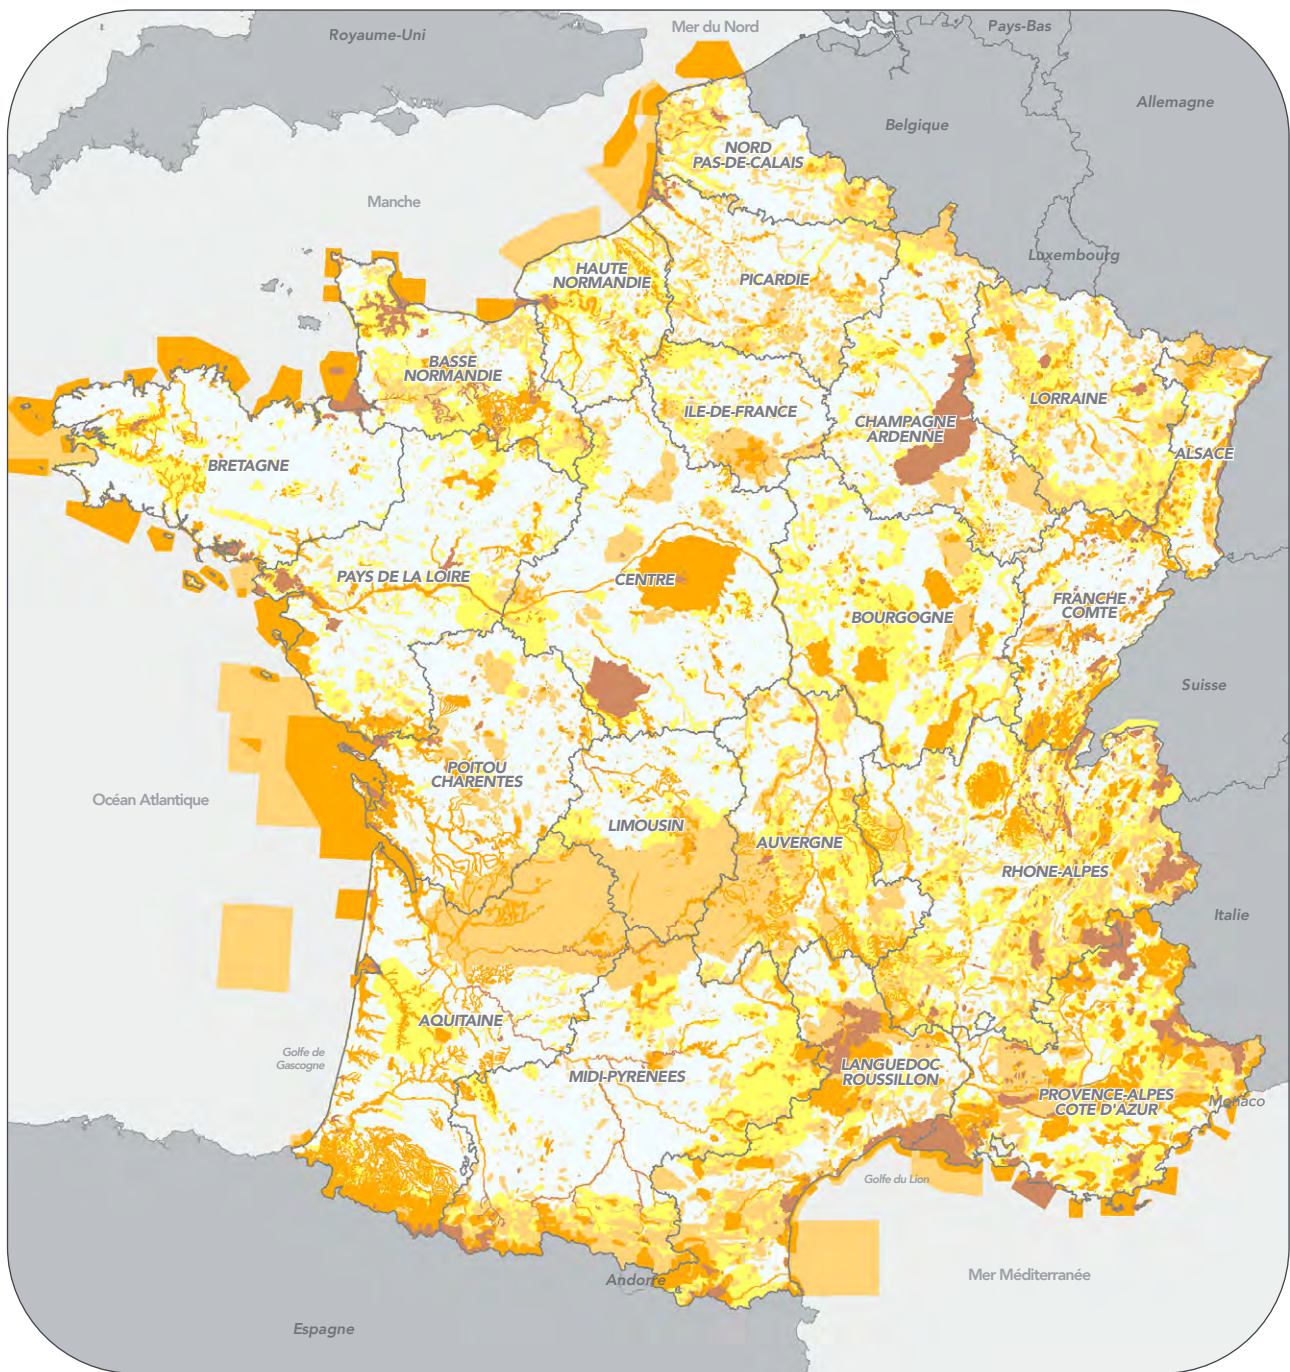 Mer du Nord
Pays-Bas
Royaume-Uni
Allemagne
Belgique
NORD
PAS-DE-CALAIS
Manche
Luxembourg
HAUTE
NORMANDIE
PICARDIE
BASSE
NORMANDIE
ILE-DE-FRANCE
LORRAINE
CHAMPAGNE
ARDENNE
ALSACE
BRETAGNE
PAYS DE LA LOIRE
CENTRE
FRANCHE
COMTE
BOURGOGNE
Suisse
POITOU
CHARENTES
Océan Atlantique
LIMOUSIN
AUVERGNE
RHONE-ALPES
Italie
AQUITAINE
Golfe de
Gascogne
MIDI-PYRENEES
LANGUEDOC-
ROUSSILLON
PROVENCE-ALPES
COTE D'AZUR
Monaco
Golfe du Lion
Andorre
Mer Méditerranée
Espagne